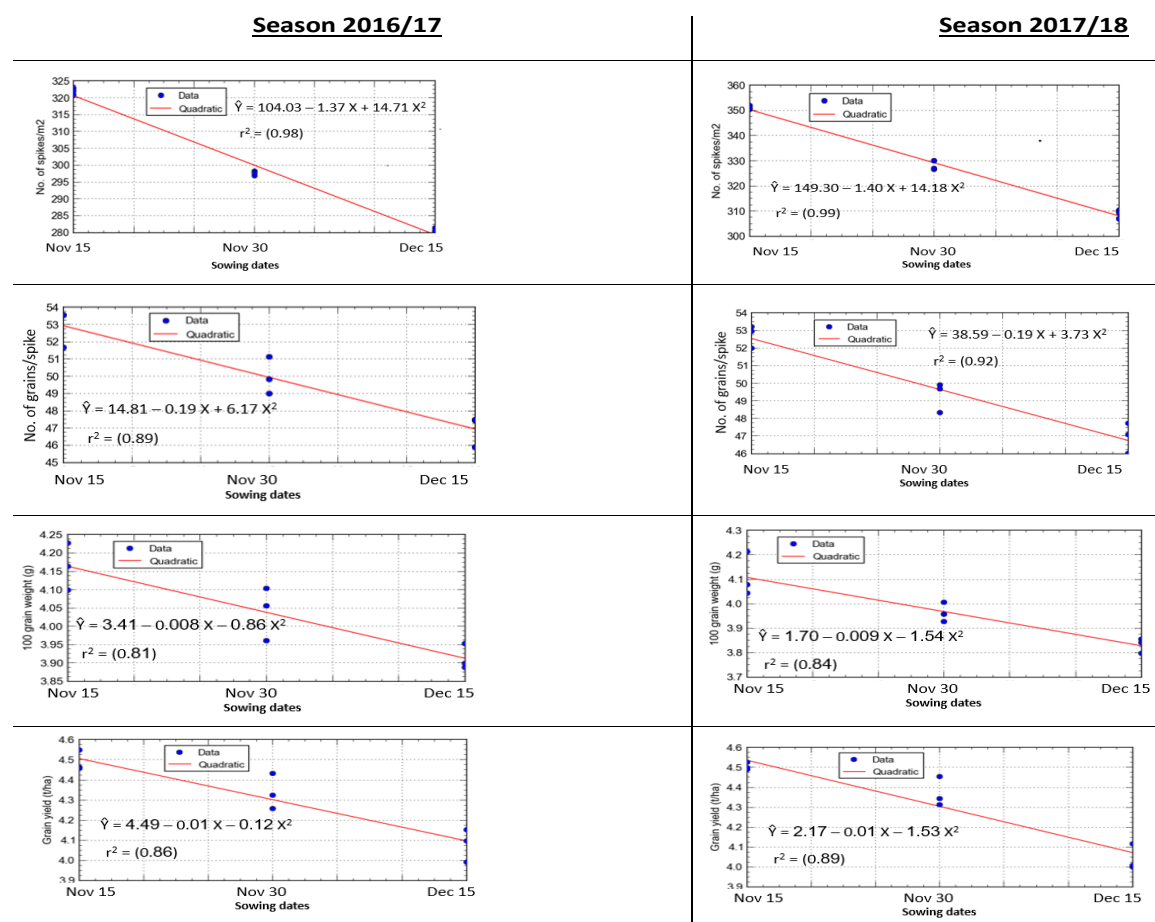 Season 2016/17
Season 2017/18
325
320
315
310
305
300
295
290
285
280
No. of spikes/m2
Data
Quadratic
Ŷ = 104.03 – 1.37 X + 14.71 X²
r² = (0.98)
Nov 15 Nov 30 Dec 15
Sowing dates
360
350
340
330
320
310
300
No. of spikes/m2
Data
Quadratic
Ŷ = 149.30 – 1.40 X + 14.18 X²
r² = (0.99)
Nov 15 Nov 30 Dec 15
Sowing dates
54
53
52
51
50
49
48
47
46
45
No. of grains/spike
Data
Quadratic
Ŷ = 14.81 – 0.19 X + 6.17 X²
r² = (0.89)
Nov 15 Nov 30 Dec 15
Sowing dates
54
53
52
51
50
49
48
47
46
No. of grains/spike
Data
Quadratic
Ŷ = 38.59 – 0.19 X + 3.73 X²
r² = (0.92)
Nov 15 Nov 30 Dec 15
Sowing dates
4.25
4.20
4.15
4.10
4.05
4.00
3.95
3.90
3.85
100 grain weight (g)
Data
Quadratic
Ŷ = 3.41 – 0.008 X – 0.86 X²
r² = (0.81)
Nov 15 Nov 30 Dec 15
Sowing dates
4.3
4.2
4.1
4.0
3.9
3.8
3.7
100 grain weight (g)
Data
Quadratic
Ŷ = 1.70 – 0.009 X – 1.54 X²
r² = (0.84)
Nov 15 Nov 30 Dec 15
Sowing dates
4.6
4.5
4.4
4.3
4.2
4.1
4.0
3.9
Grain yield (t/ha)
Data
Quadratic
Ŷ = 4.49 – 0.01 X – 0.12 X²
r² = (0.86)
Nov 15 Nov 30 Dec 15
Sowing dates
4.6
4.5
4.4
4.3
4.2
4.1
4.0
3.9
Grain yield (t/ha)
Data
Quadratic
Ŷ = 2.17 – 0.01 X – 1.53 X²
r² = (0.89)
Nov 15 Nov 30 Dec 15
Sowing dates